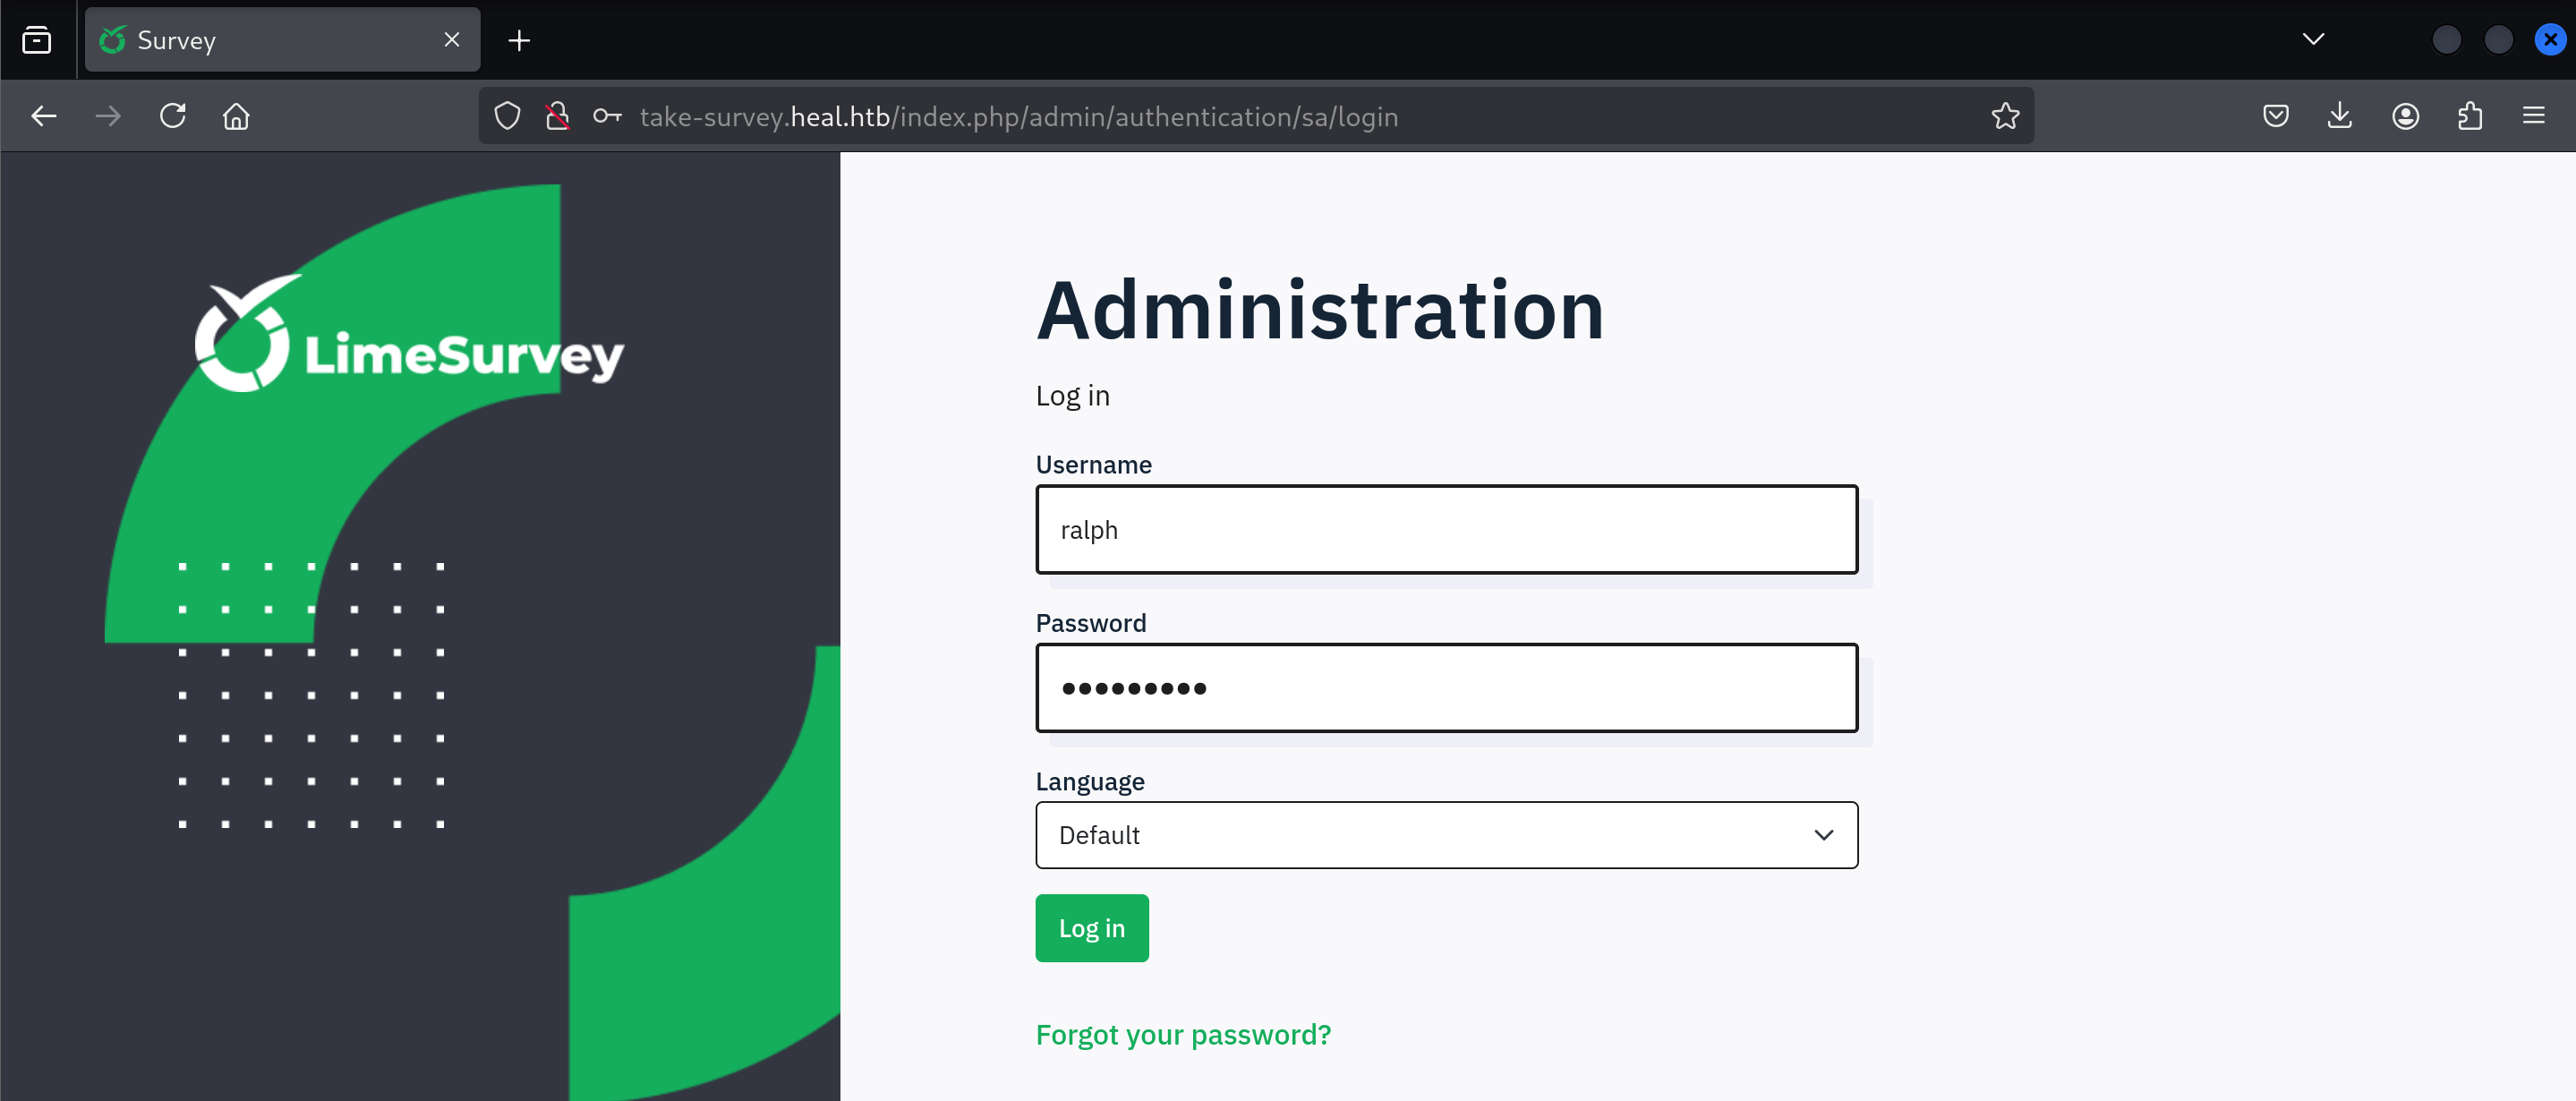 Survey
take-survey.heal.htb/index.php/admin/authentication/sa/login
LimeSurvey
Administration
Log in
Username
ralph
Password
•••••••••
Language
Default
Log in
Forgot your password?